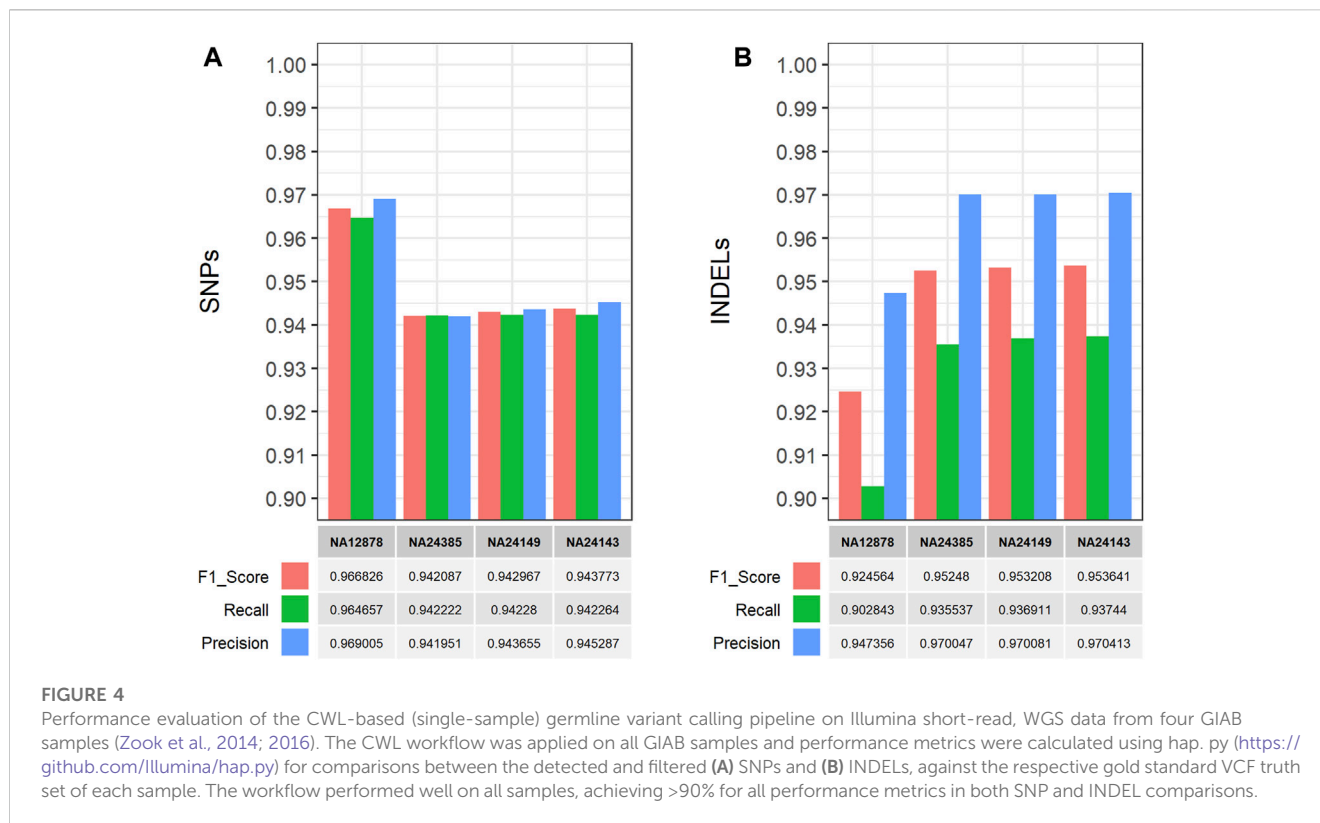 A
1.00
0.99
0.98
0.97
0.96
0.95
0.94
0.93
0.92
0.91
0.90
SNPs
NA12878 NA24385 NA24149 NA24143
F1_Score 0.966826 0.942087 0.942967 0.943773
Recall 0.964657 0.942222 0.94228 0.942264
Precision 0.969005 0.941951 0.943655 0.945287
B
1.00
0.99
0.98
0.97
0.96
0.95
0.94
0.93
0.92
0.91
0.90
INDELs
NA12878 NA24385 NA24149 NA24143
F1_Score 0.924564 0.95248 0.953208 0.953641
Recall 0.902843 0.935537 0.936911 0.93744
Precision 0.947356 0.970047 0.970081 0.970413
FIGURE 4
Performance evaluation of the CWL-based (single-sample) germline variant calling pipeline on Illumina short-read, WGS data from four GIAB
samples (Zook et al., 2014; 2016). The CWL workflow was applied on all GIAB samples and performance metrics were calculated using hap. py (https://
github.com/Illumina/hap.py) for comparisons between the detected and filtered (A) SNPs and (B) INDELs, against the respective gold standard VCF truth
set of each sample. The workflow performed well on all samples, achieving >90% for all performance metrics in both SNP and INDEL comparisons.